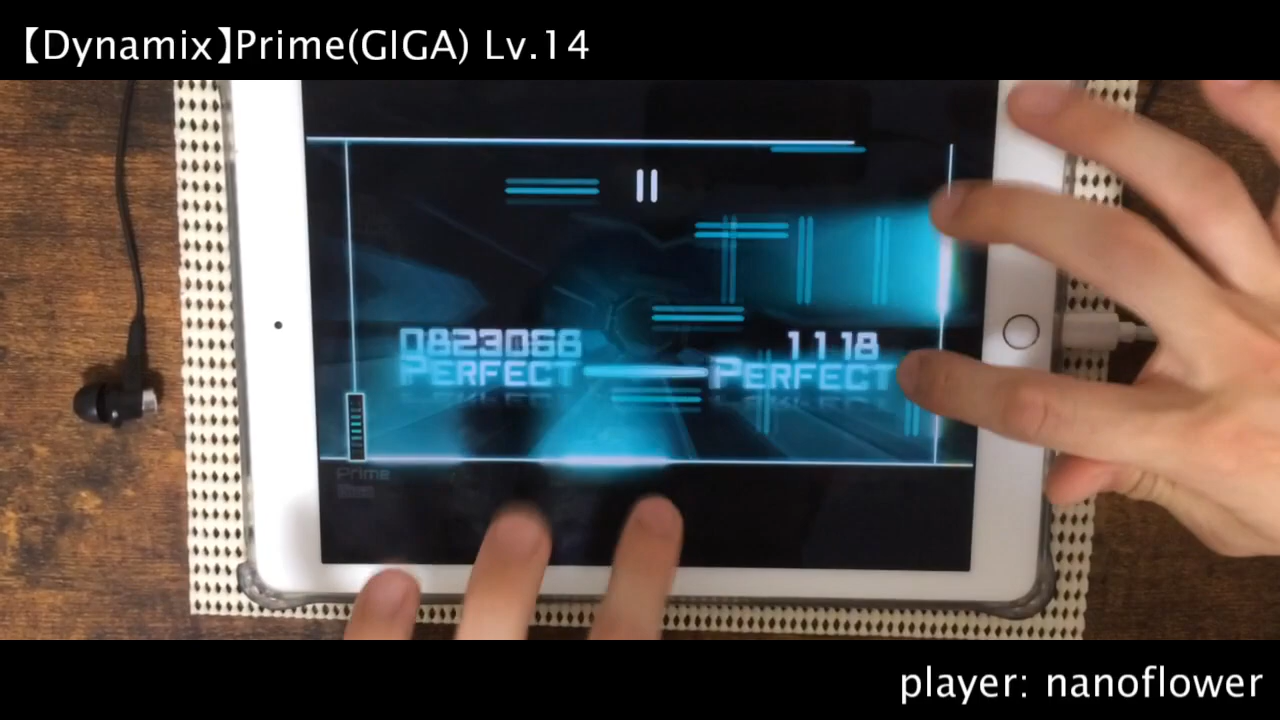 【Dynamix】Prime(GIGA) Lv.14
0823068 1118
PERFECT PERFECT
Prime
player: nanoflower